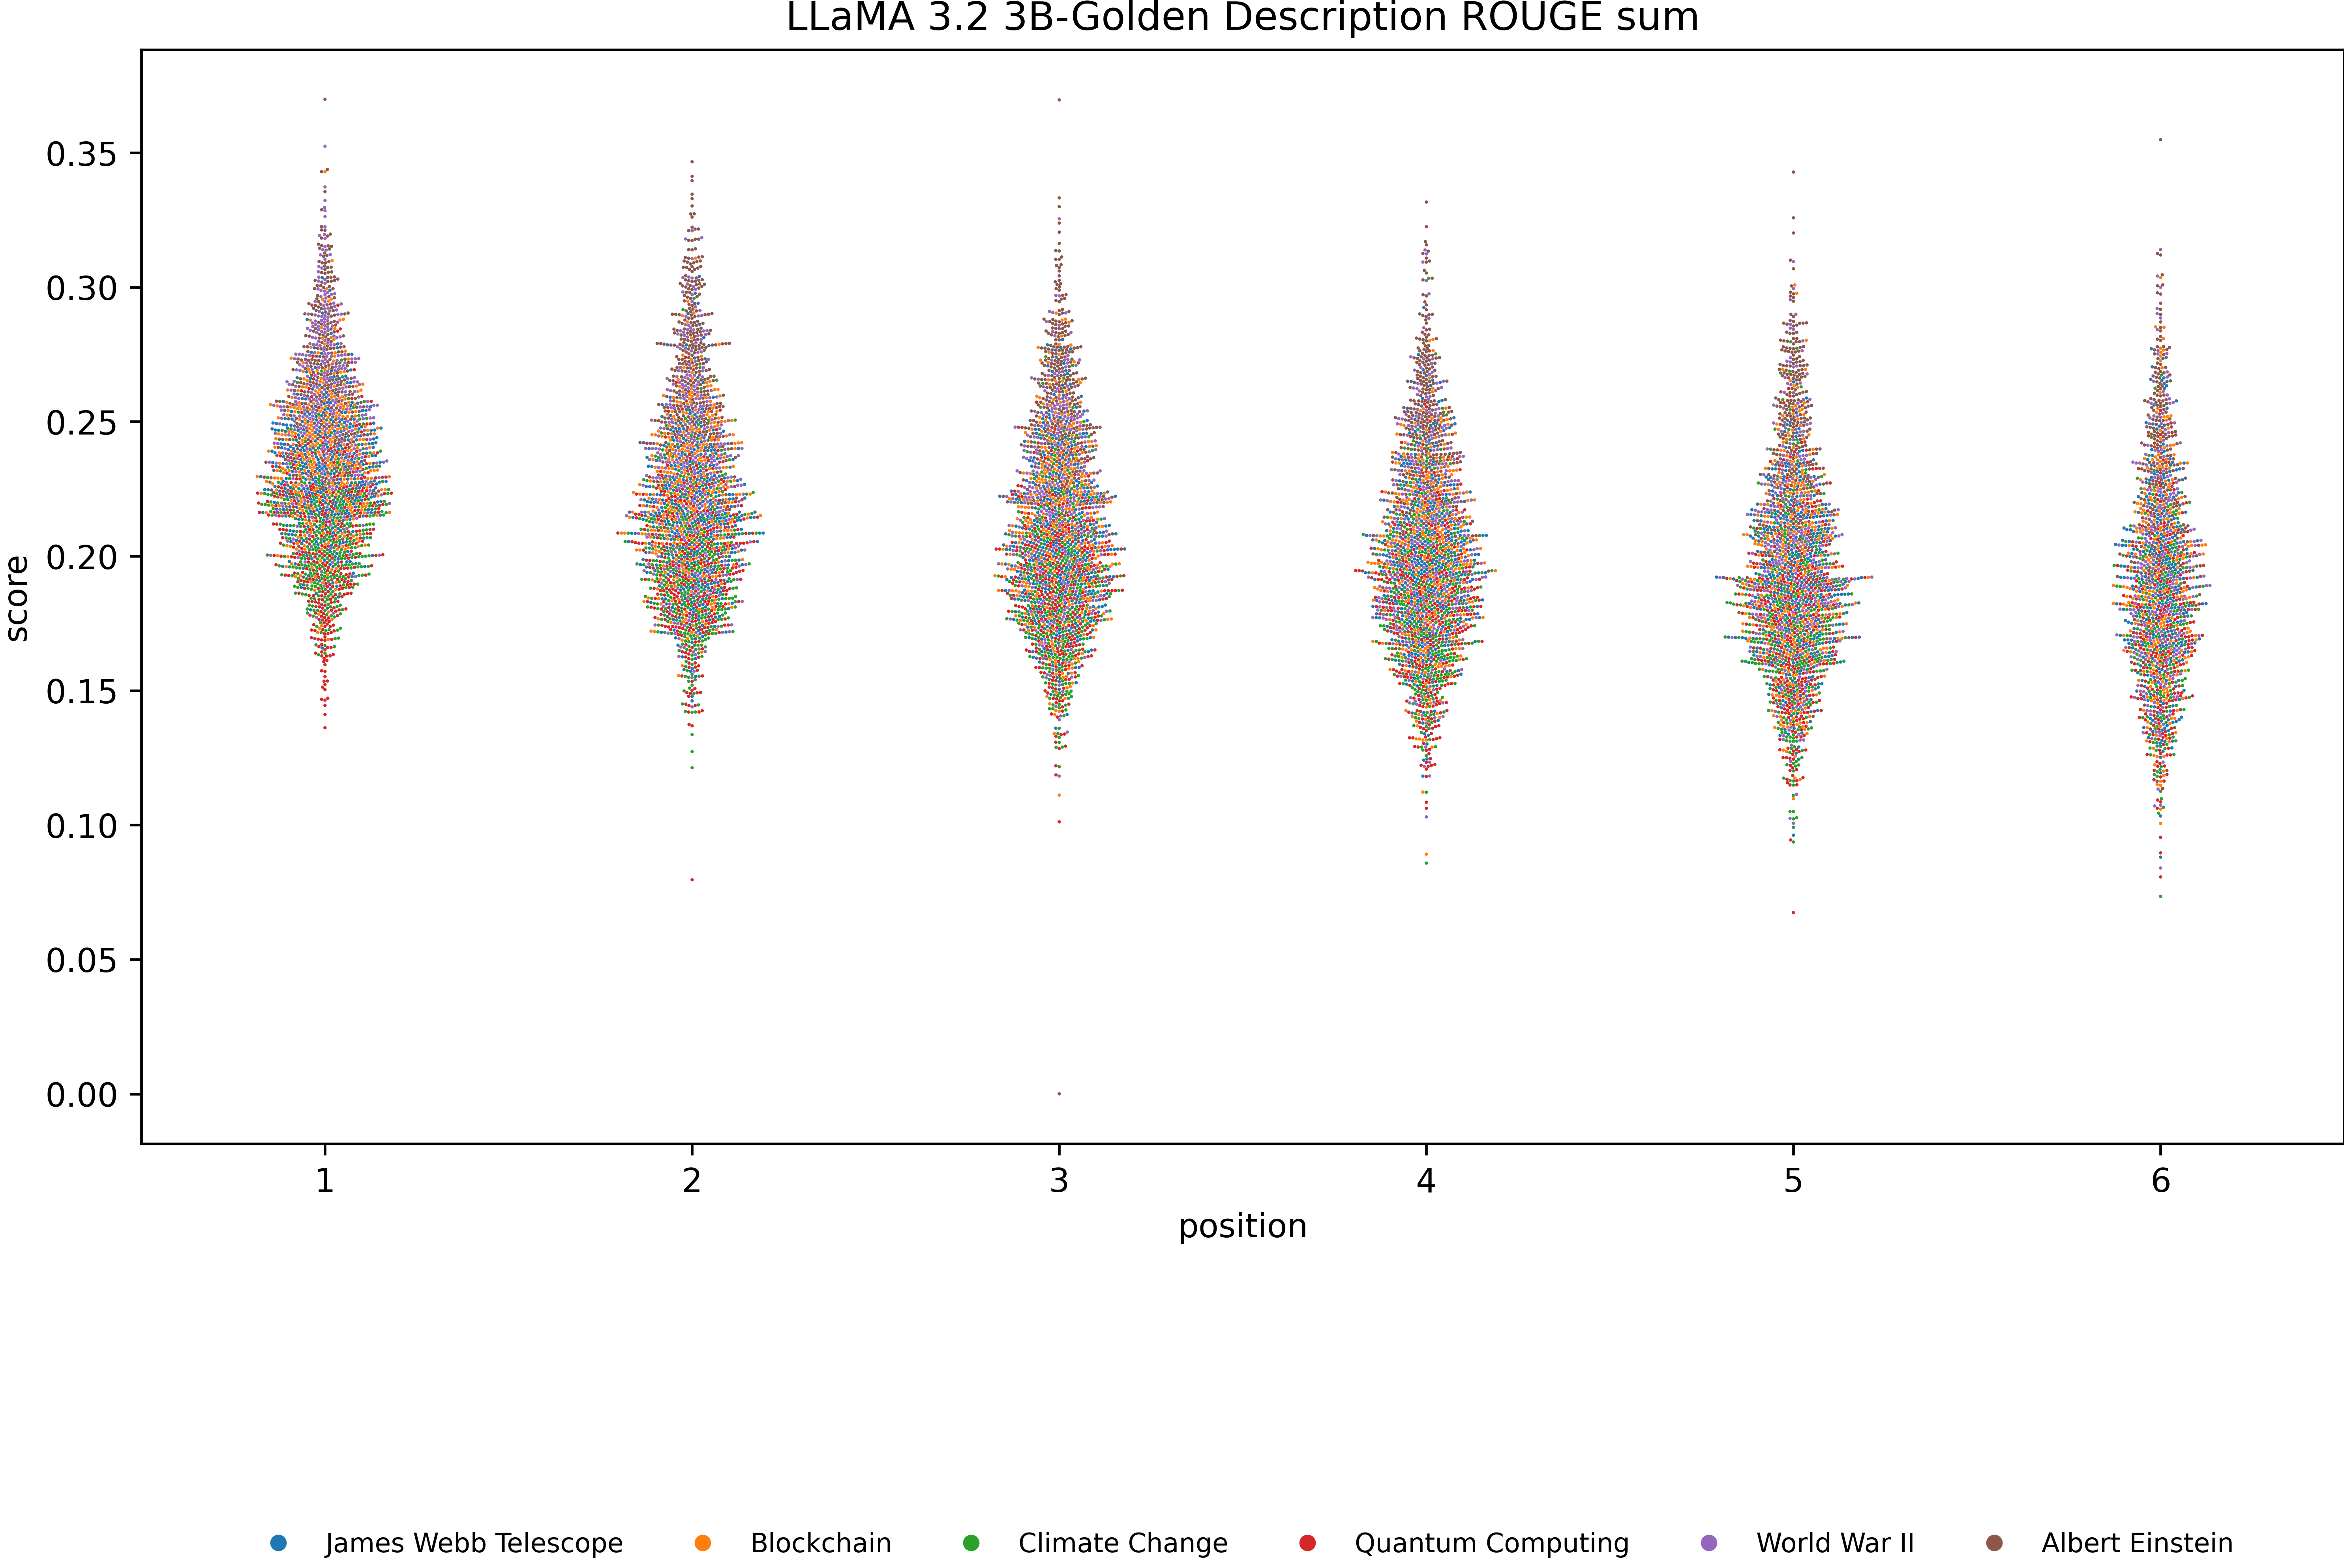 LLaMA 3.2 3B-Golden Description ROUGE sum
0.35
0.30
0.25
0.20
0.15
0.10
0.05
0.00
score
1 2 3 4 5 6
position
James Webb Telescope Blockchain Climate Change Quantum Computing World War II Albert Einstein